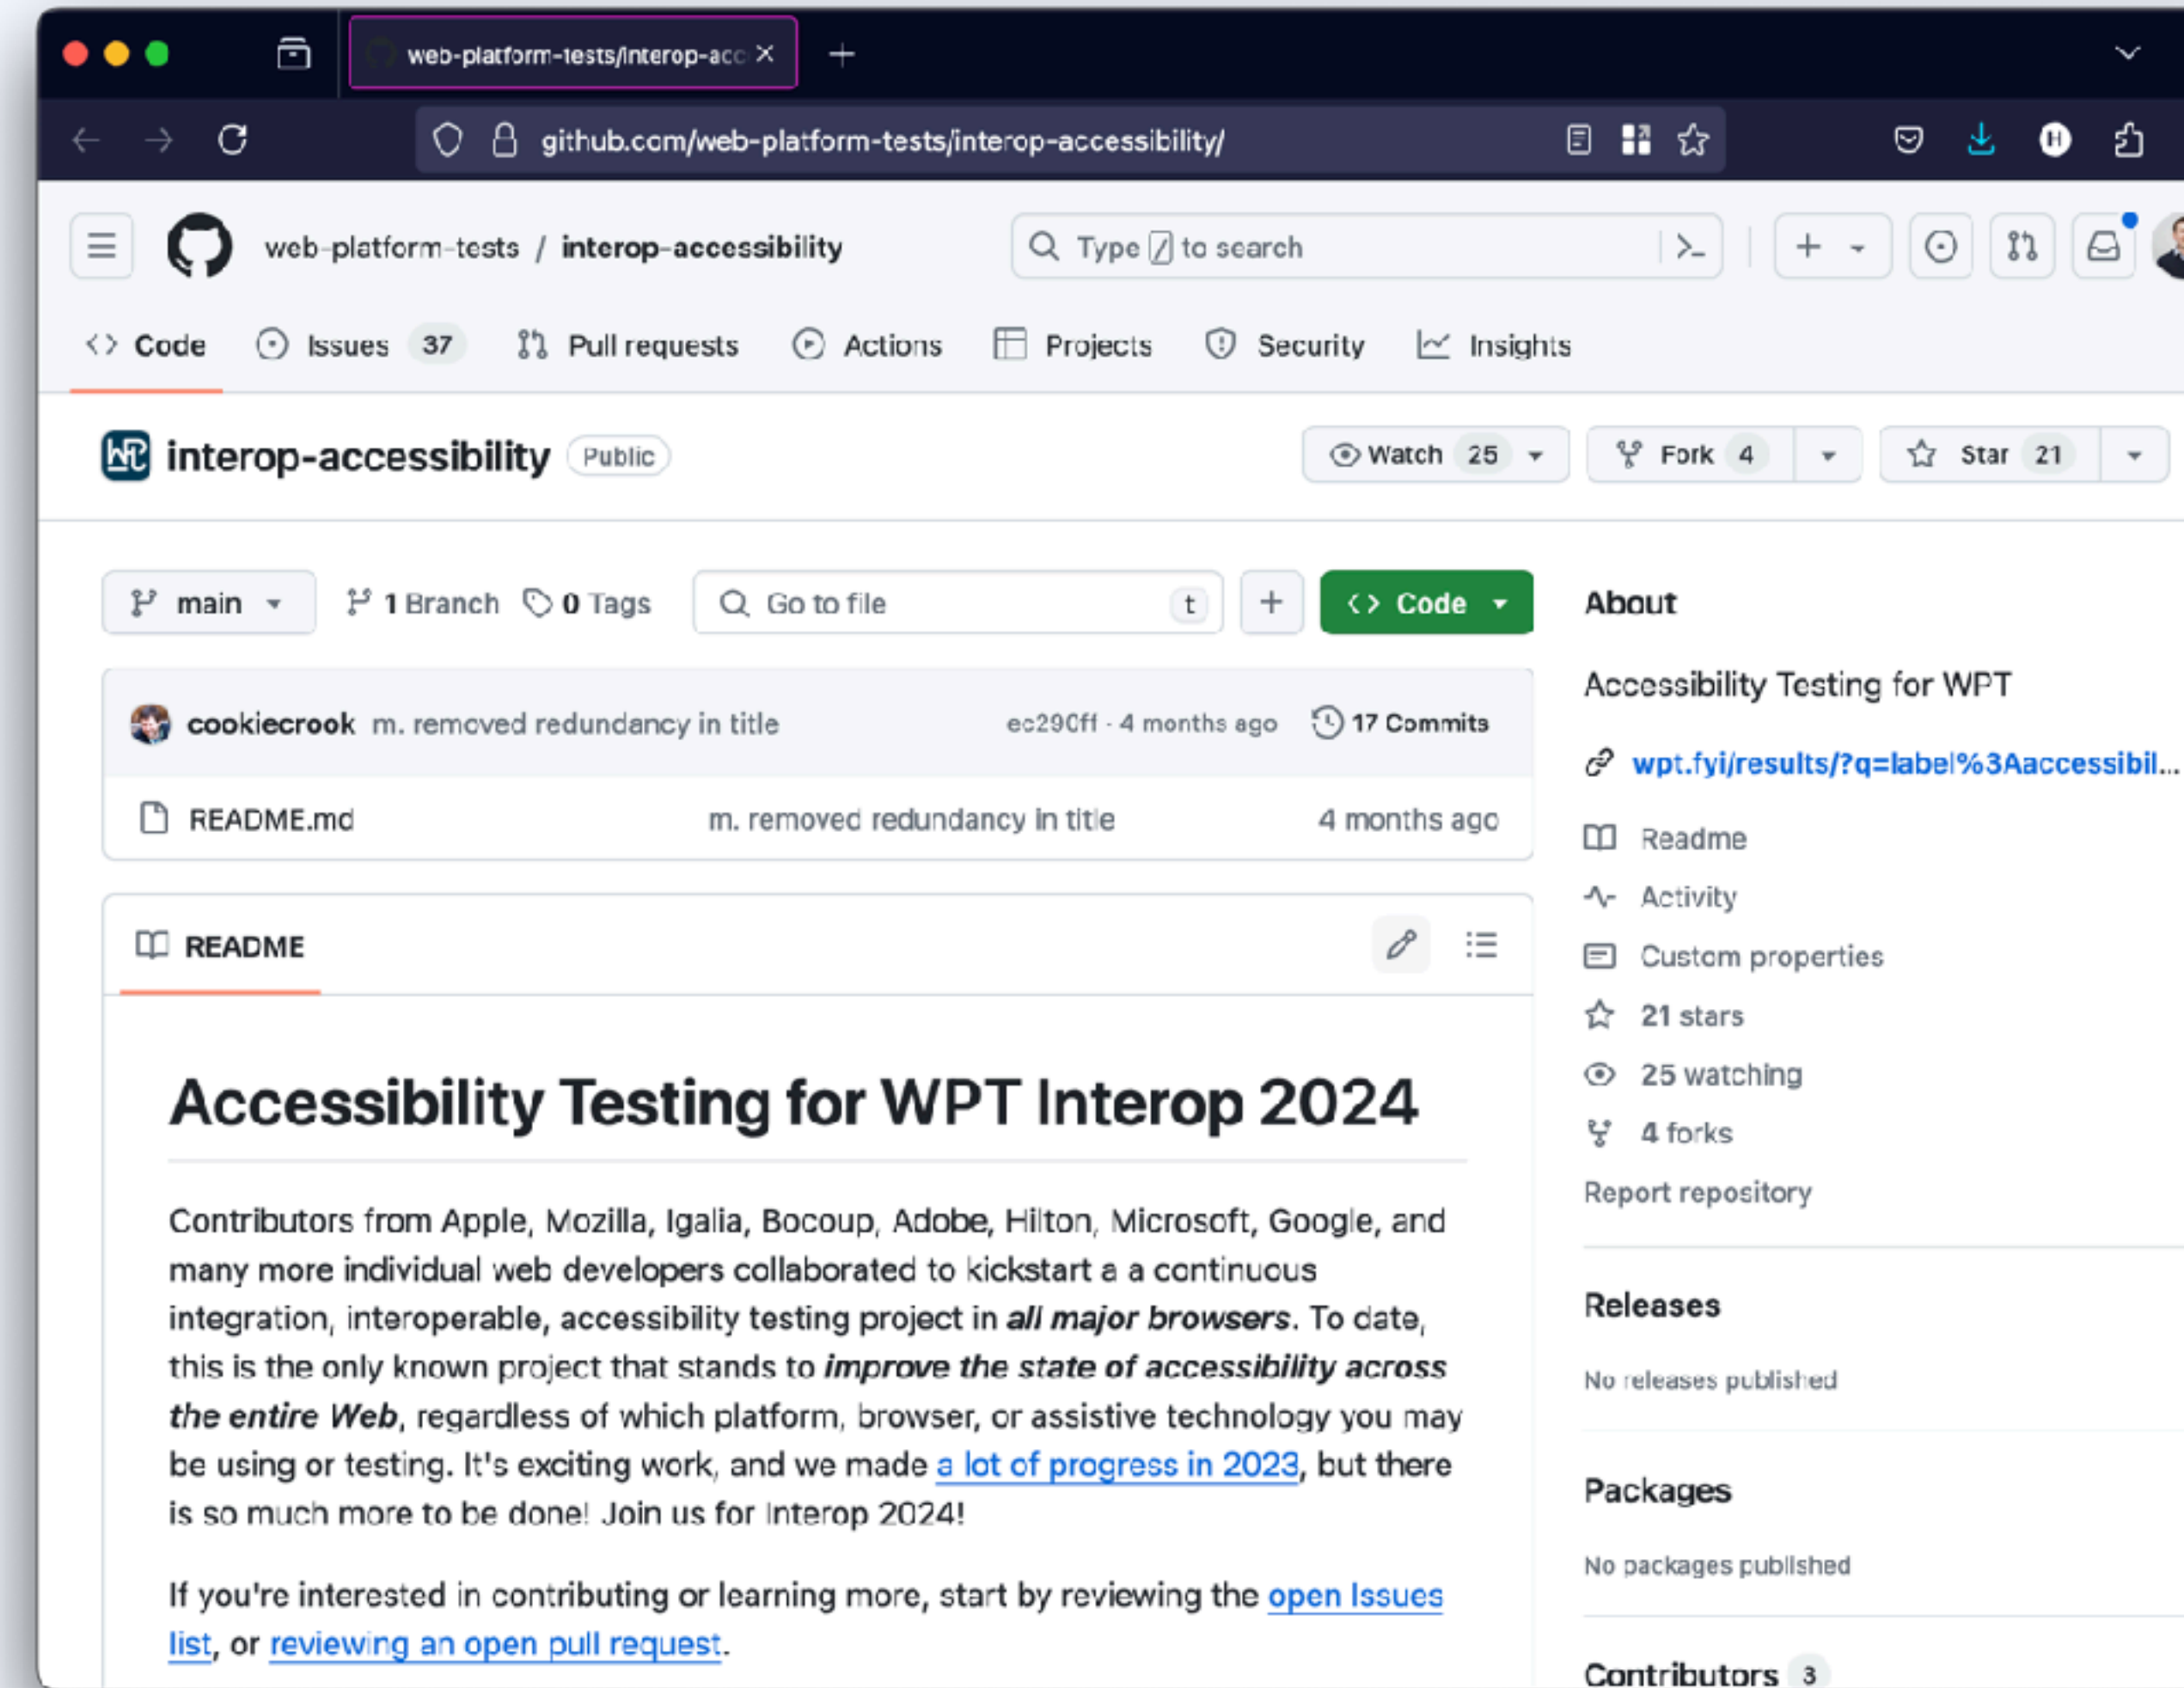 web-platform-tests/interop-acc
github.com/web-platform-tests/interop-accessibility/
web-platform-tests / interop-accessibility
Type / to search
Code
Issues 37
Pull requests
Actions
Projects
Security
Insights
interop-accessibility Public
Watch 25
Fork 4
Star 21
main
1 Branch
0 Tags
Go to file t
Code
cookiecrook m. removed redundancy in title ec290ff · 4 months ago 17 Commits
README.md m. removed redundancy in title 4 months ago
README
Accessibility Testing for WPT Interop 2024
Contributors from Apple, Mozilla, Igalia, Bocoup, Adobe, Hilton, Microsoft, Google, and
many more individual web developers collaborated to kickstart a a continuous
integration, interoperable, accessibility testing project in all major browsers. To date,
this is the only known project that stands to improve the state of accessibility across
the entire Web, regardless of which platform, browser, or assistive technology you may
be using or testing. It's exciting work, and we made a lot of progress in 2023, but there
is so much more to be done! Join us for Interop 2024!
If you're interested in contributing or learning more, start by reviewing the open Issues
list, or reviewing an open pull request.
About
Accessibility Testing for WPT
wpt.fyi/results/?q=label%3Aaccessibil...
Readme
Activity
Custom properties
21 stars
25 watching
4 forks
Report repository
Releases
No releases published
Packages
No packages published
Contributors 3